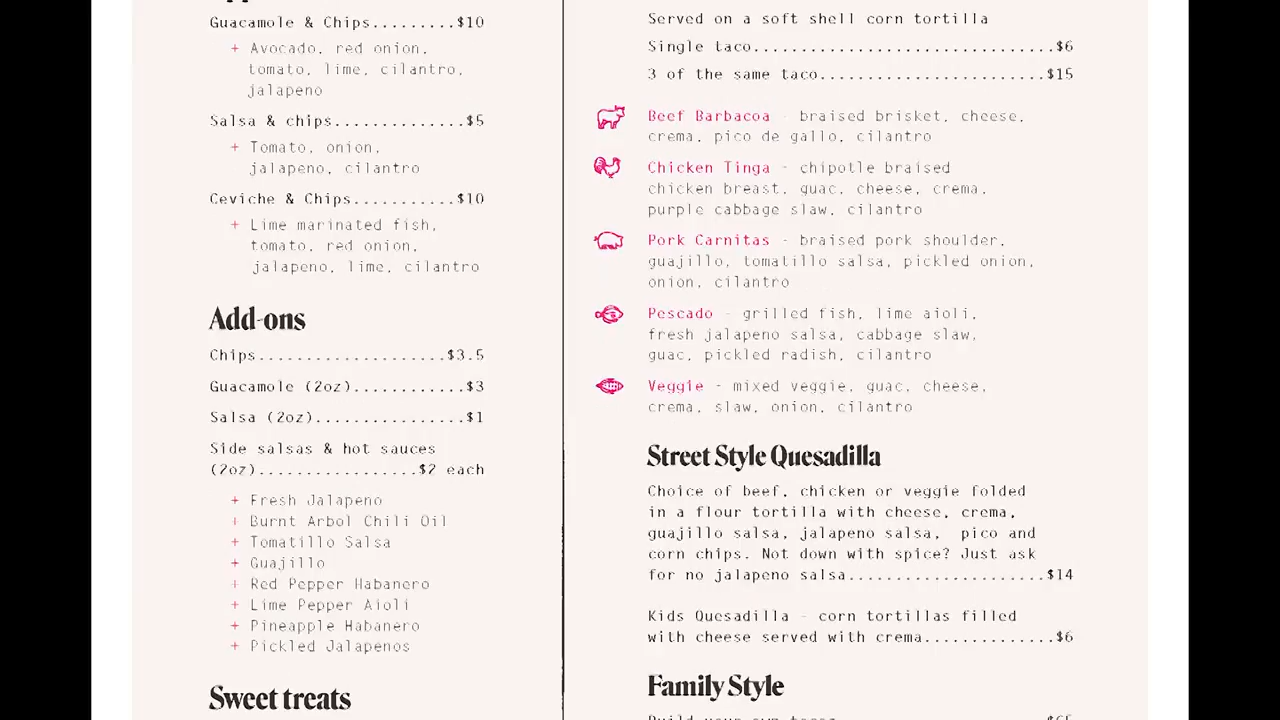 Guacamole & Chips.........$10
+ Avocado, red onion,
tomato, lime, cilantro,
jalapeno
Salsa & chips..............$5
+ Tomato, onion,
jalapeno, cilantro
Ceviche & Chips...........$10
+ Lime marinated fish,
tomato, red onion,
jalapeno, lime, cilantro
Add-ons
Chips....................$3.5
Guacamole (2oz)............$3
Salsa (2oz)................$1
Side salsas & hot sauces
(2oz).................$2 each
+ Fresh Jalapeno
+ Burnt Arbol Chili Oil
+ Tomatillo Salsa
+ Guajillo
+ Red Pepper Habanero
+ Lime Pepper Aioli
+ Pineapple Habanero
+ Pickled Jalapenos
Sweet treats
Served on a soft shell corn tortilla
Single taco................................$6
3 of the same taco........................$15
Beef Barbacoa - braised brisket, cheese,
crema, pico de gallo, cilantro
Chicken Tinga - chipotle braised
chicken breast, guac, cheese, crema,
purple cabbage slaw, cilantro
Pork Carnitas - braised pork shoulder,
guajillo, tomatillo salsa, pickled onion,
onion, cilantro
Pescado - grilled fish, lime aioli,
fresh jalapeno salsa, cabbage slaw,
guac, pickled radish, cilantro
Veggie - mixed veggie, guac, cheese,
crema, slaw, onion, cilantro
Street Style Quesadilla
Choice of beef, chicken or veggie folded
in a flour tortilla with cheese, crema,
guajillo salsa, jalapeno salsa, pico and
corn chips. Not down with spice? Just ask
for no jalapeno salsa.....................$14
Kids Quesadilla - corn tortillas filled
with cheese served with crema..............$6
Family Style